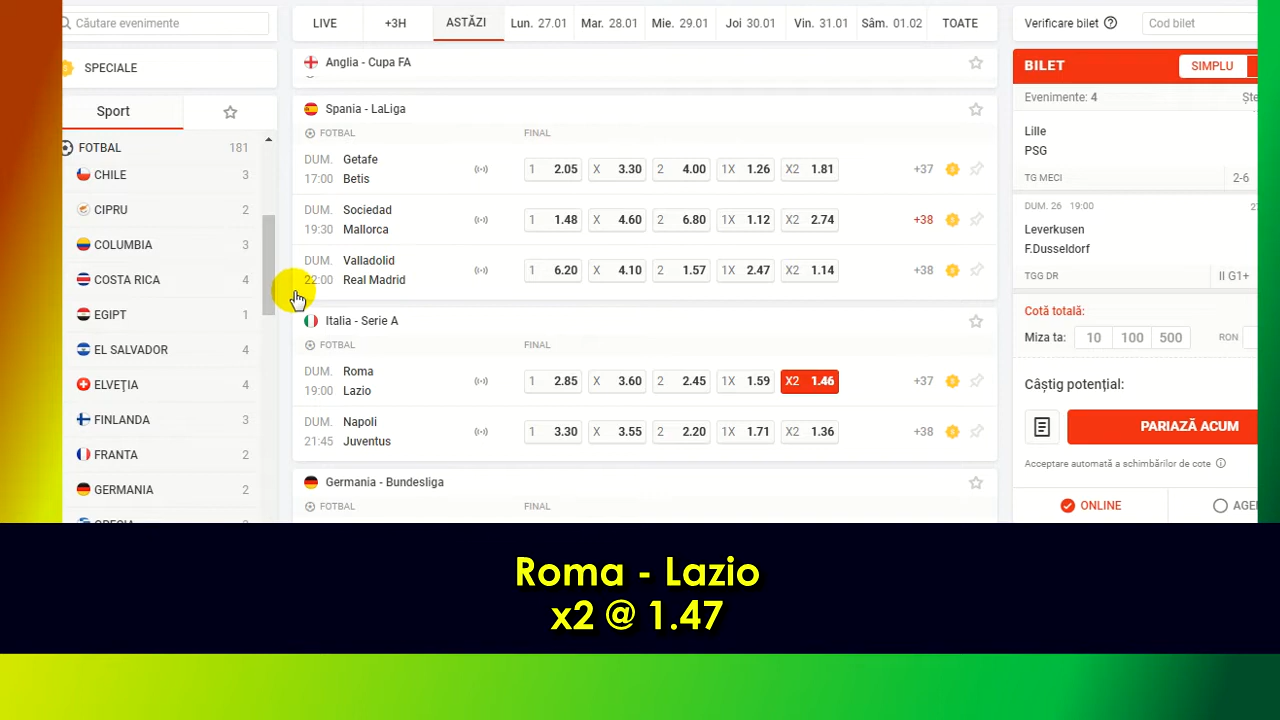 Căutare evenimente
SPECIALE
Sport
FOTBAL 181
CHILE 3
CIPRU 2
COLUMBIA 3
COSTA RICA 4
EGIPT 1
EL SALVADOR 4
ELVEŢIA 4
FINLANDA 3
FRANTA 2
GERMANIA 2
LIVE +3H ASTĂZI Lun. 27.01 Mar. 28.01 Mie. 29.01 Joi 30.01 Vin. 31.01 Sâm. 01.02 TOATE
Anglia - Cupa FA
Spania - LaLiga
FOTBAL FINAL
DUM. Getafe
17:00 Betis
1 2.05 X 3.30 2 4.00 1X 1.26 X2 1.81 +37
DUM. Sociedad
19:30 Mallorca
1 1.48 X 4.60 2 6.80 1X 1.12 X2 2.74 +38
DUM. Valladolid
22:00 Real Madrid
1 6.20 X 4.10 2 1.57 1X 2.47 X2 1.14 +38
Italia - Serie A
FOTBAL FINAL
DUM. Roma
19:00 Lazio
1 2.85 X 3.60 2 2.45 1X 1.59 X2 1.46 +37
DUM. Napoli
21:45 Juventus
1 3.30 X 3.55 2 2.20 1X 1.71 X2 1.36 +38
Germania - Bundesliga
FOTBAL FINAL
Verificare bilet Cod bilet
BILET SIMPLU
Evenimente: 4 Şte
Lille
PSG
TG MECI 2-6
DUM. 26 19:00
Leverkusen
F.Dusseldorf
TGG DR II G1+
Cotă totală:
Miza ta: 10 100 500 RON
Câştig potenţial:
PARIAZĂ ACUM
Acceptare automată a schimbărilor de cote
ONLINE AGE
Roma - Lazio
x2 @ 1.47